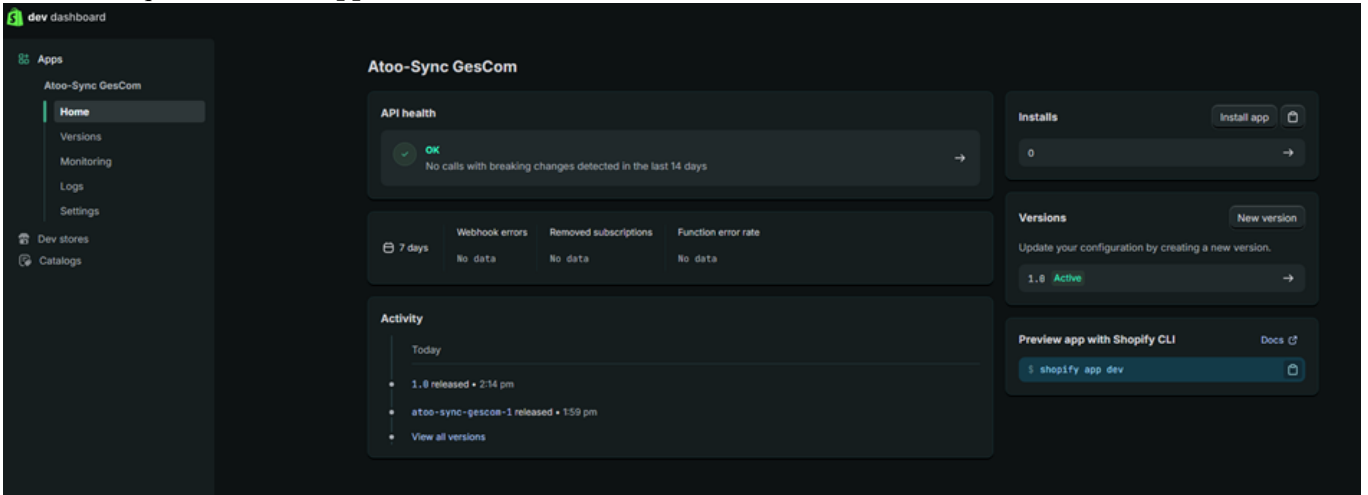 dev dashboard
Apps
Atoo-Sync GesCom
Home
Versions
Monitoring
Logs
Settings
Dev stores
Catalogs
Atoo-Sync GesCom
API health
OK
No calls with breaking changes detected in the last 14 days
7 days
Webhook errors
No data
Removed subscriptions
No data
Function error rate
No data
Activity
Today
1.0 released • 2:14 pm
atoo-sync-gescom-1 released • 1:59 pm
View all versions
Installs
Install app
0
Versions
New version
Update your configuration by creating a new version.
1.0 Active
Preview app with Shopify CLI
Docs
$ shopify app dev